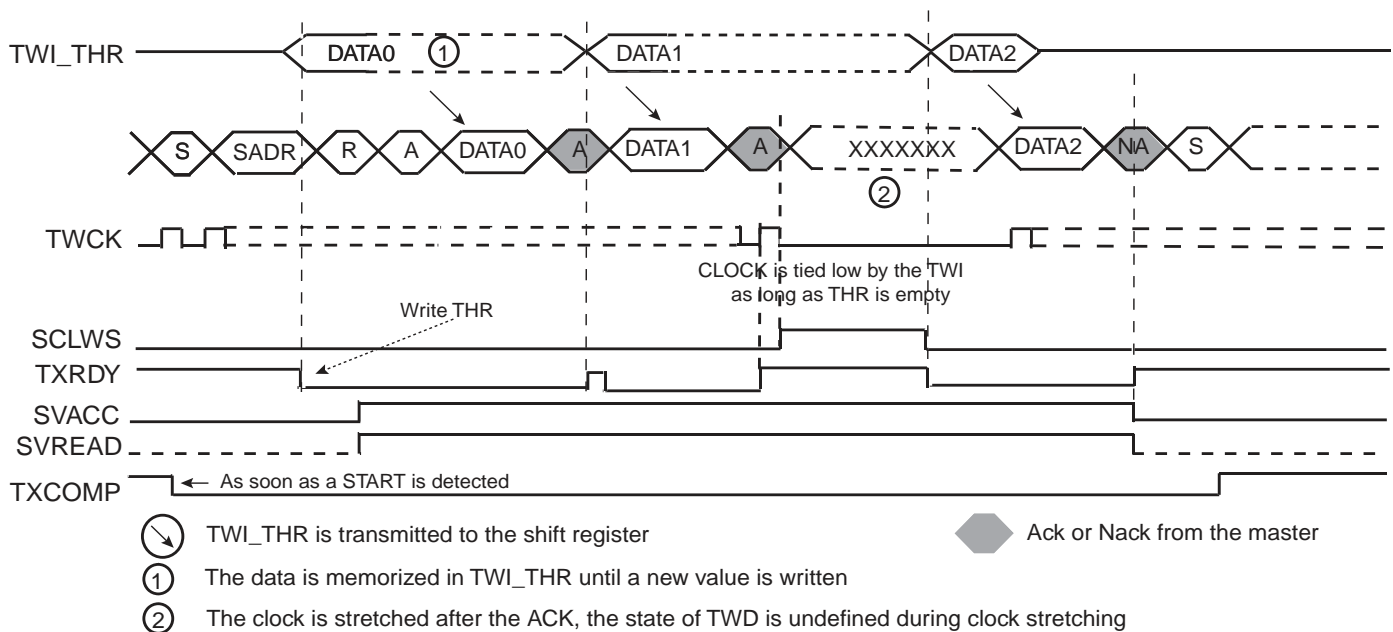 TWI_THR DATA0 1 DATA1 DATA2
S SADR R A DATA0 A DATA1 A XXXXXXX DATA2 NA S
2
TWCK
CLOCK is tied low by the TWI
as long as THR is empty
Write THR
SCLWS
TXRDY
SVACC
SVREAD
TXCOMP As soon as a START is detected
TWI_THR is transmitted to the shift register Ack or Nack from the master
1 The data is memorized in TWI_THR until a new value is written
2 The clock is stretched after the ACK, the state of TWD is undefined during clock stretching